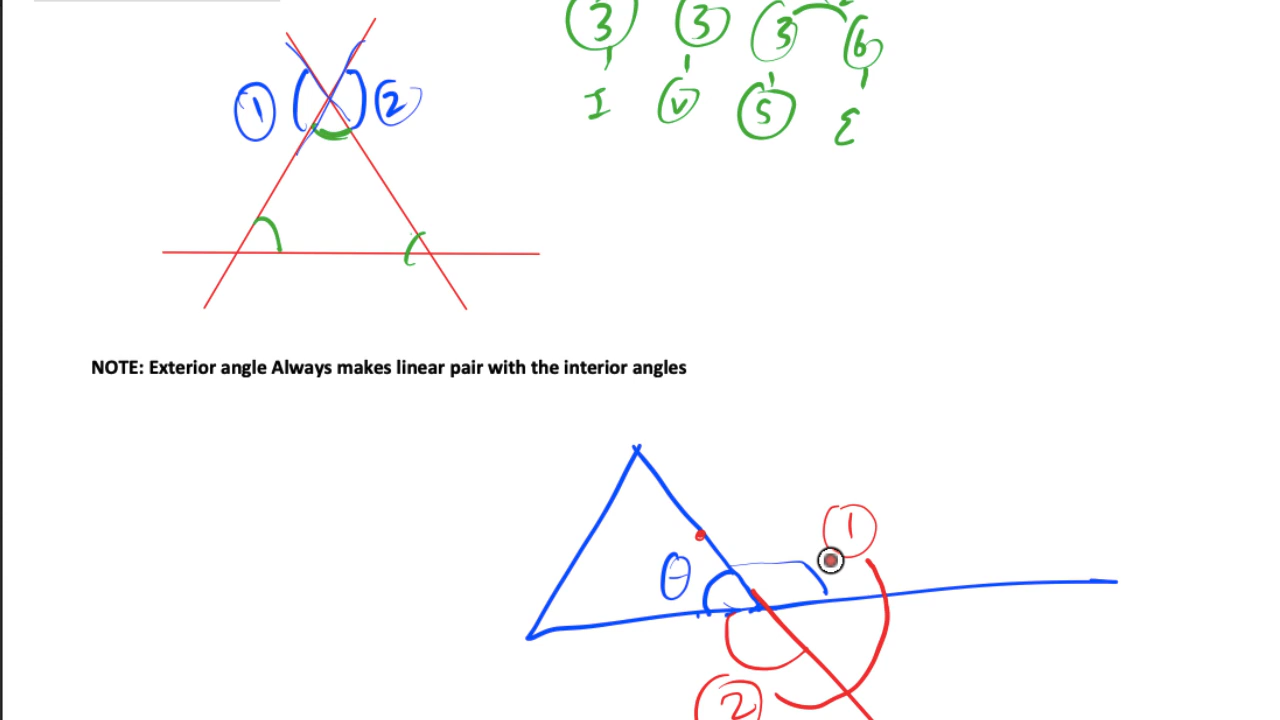 3 3 3 6
I V S E
1 2
NOTE: Exterior angle Always makes linear pair with the interior angles
1
θ
2